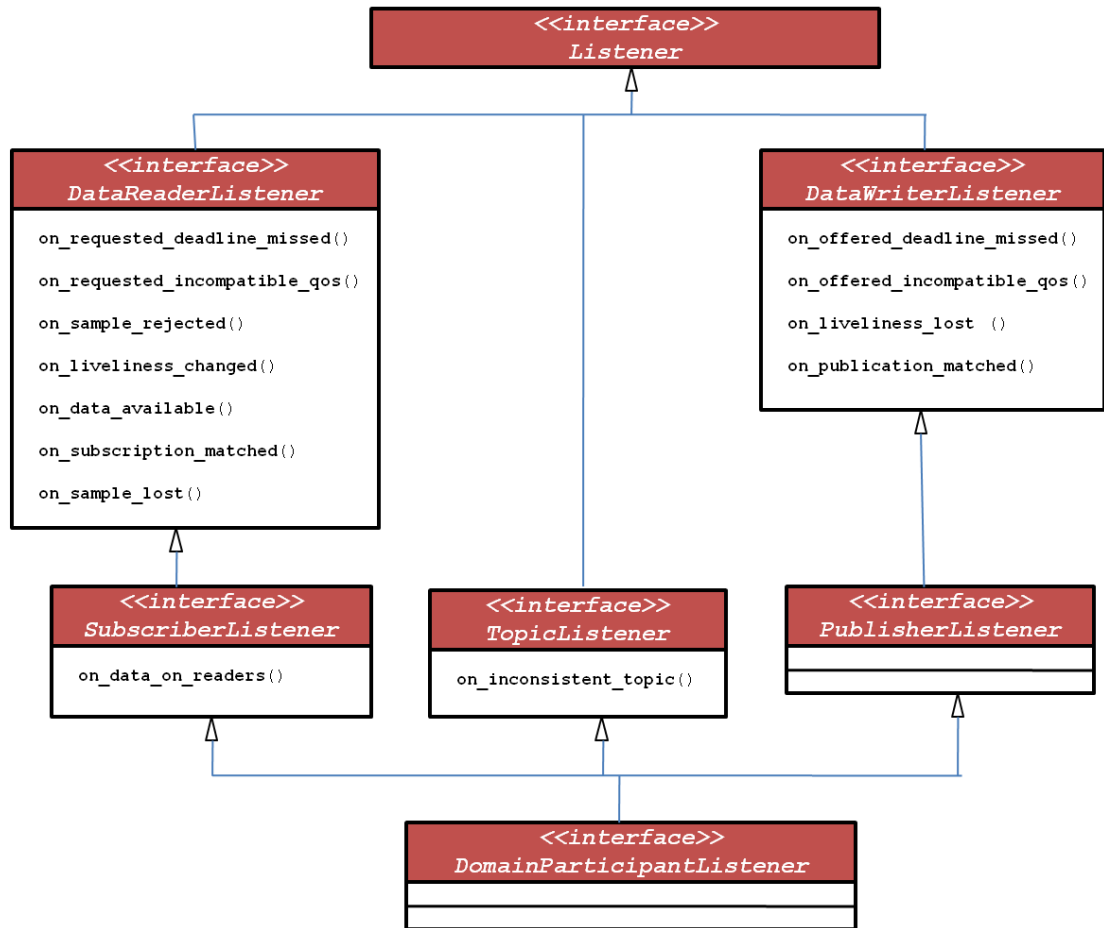 <<interface>>
Listener
<<interface>>
DataReaderListener
on_requested_deadline_missed()
on_requested_incompatible_qos()
on_sample_rejected()
on_liveliness_changed()
on_data_available()
on_subscription_matched()
on_sample_lost()
<<interface>>
DataWriterListener
on_offered_deadline_missed()
on_offered_incompatible_qos()
on_liveliness_lost ()
on_publication_matched()
<<interface>>
SubscriberListener
on_data_on_readers()
<<interface>>
TopicListener
on_inconsistent_topic()
<<interface>>
PublisherListener
<<interface>>
DomainParticipantListener